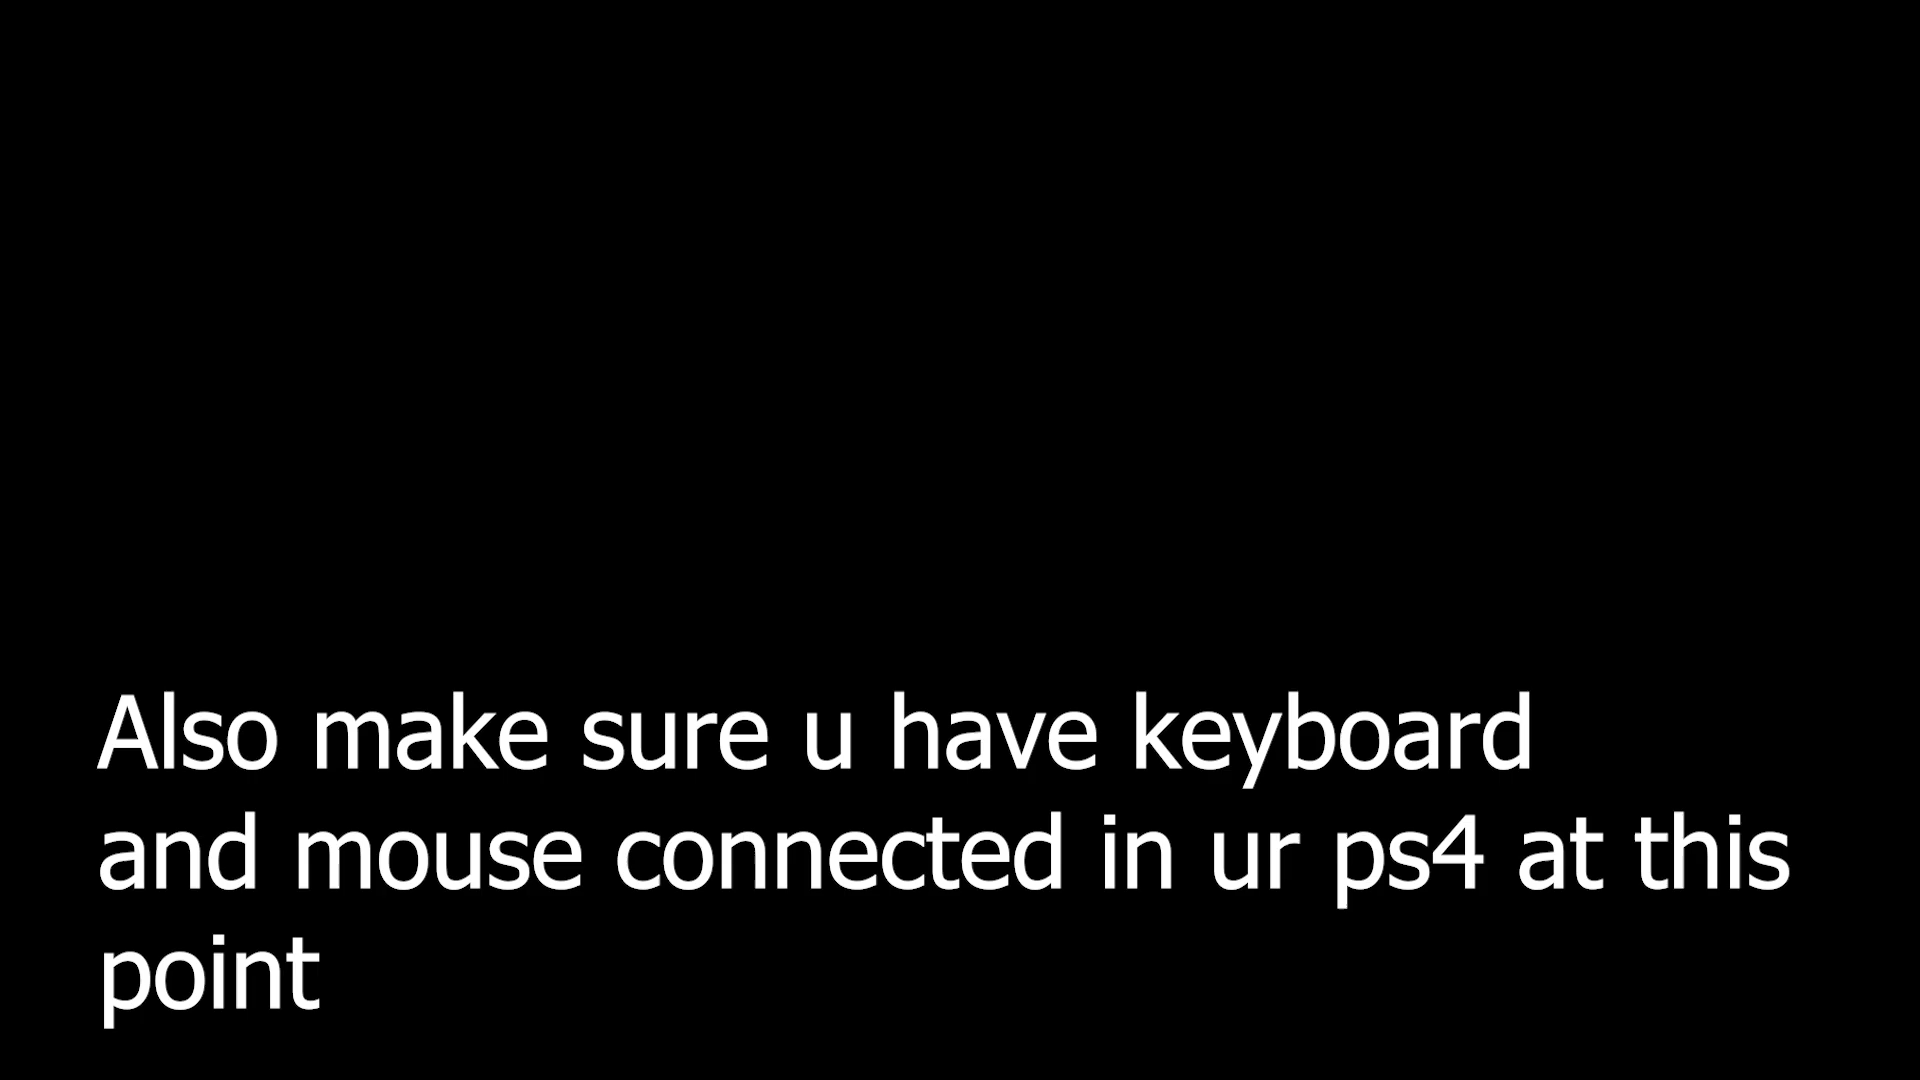 Also make sure u have keyboard
and mouse connected in ur ps4 at this
point